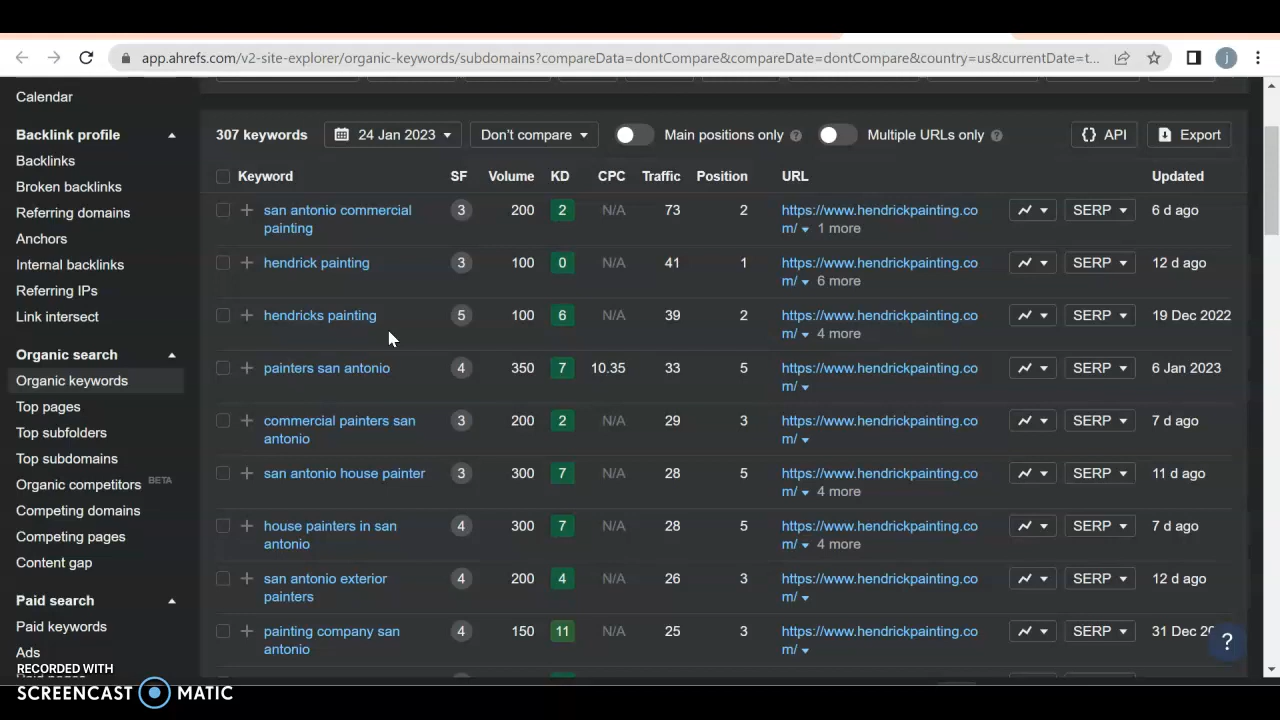 app.ahrefs.com/v2-site-explorer/organic-keywords/subdomains?compareData=dontCompare&compareDate=dontCompare&country=us&currentDate=t...
j
Calendar
Backlink profile
Backlinks
Broken backlinks
Referring domains
Anchors
Internal backlinks
Referring IPs
Link intersect
Organic search
Organic keywords
Top pages
Top subfolders
Top subdomains
Organic competitors BETA
Competing domains
Competing pages
Content gap
Paid search
Paid keywords
Ads
307 keywords 24 Jan 2023 Don't compare Main positions only ? Multiple URLs only ? API Export
Keyword SF Volume KD CPC Traffic Position URL Updated
san antonio commercial 3 200 2 N/A 73 2 https://www.hendrickpainting.co SERP 6 d ago
painting m/ 1 more
hendrick painting 3 100 0 N/A 41 1 https://www.hendrickpainting.co SERP 12 d ago
m/ 6 more
hendricks painting 5 100 6 N/A 39 2 https://www.hendrickpainting.co SERP 19 Dec 2022
m/ 4 more
painters san antonio 4 350 7 10.35 33 5 https://www.hendrickpainting.co SERP 6 Jan 2023
m/
commercial painters san 3 200 2 N/A 29 3 https://www.hendrickpainting.co SERP 7 d ago
antonio m/
san antonio house painter 3 300 7 N/A 28 5 https://www.hendrickpainting.co SERP 11 d ago
m/ 4 more
house painters in san 4 300 7 N/A 28 5 https://www.hendrickpainting.co SERP 7 d ago
antonio m/ 4 more
san antonio exterior 4 200 4 N/A 26 3 https://www.hendrickpainting.co SERP 12 d ago
painters m/
painting company san 4 150 11 N/A 25 3 https://www.hendrickpainting.co SERP 31 Dec 20
antonio m/
?
RECORDED WITH
SCREENCAST MATIC